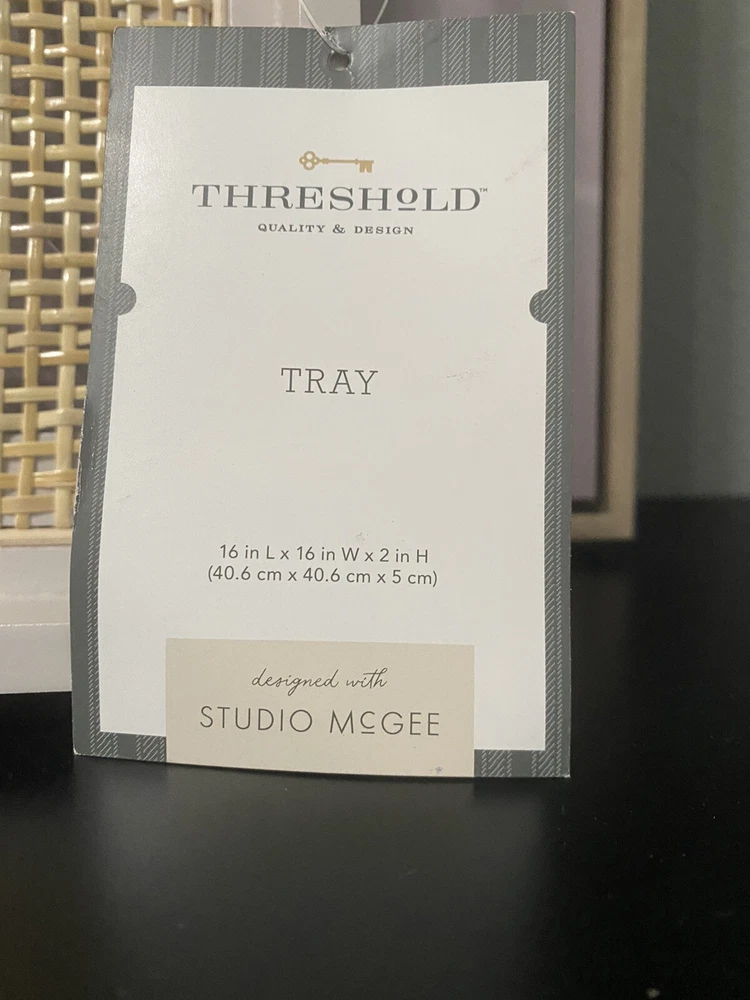 THRESHOLD™
QUALITY & DESIGN
TRAY
16 in L x 16 in W x 2 in H
(40.6 cm x 40.6 cm x 5 cm)
designed with
STUDIO McGEE